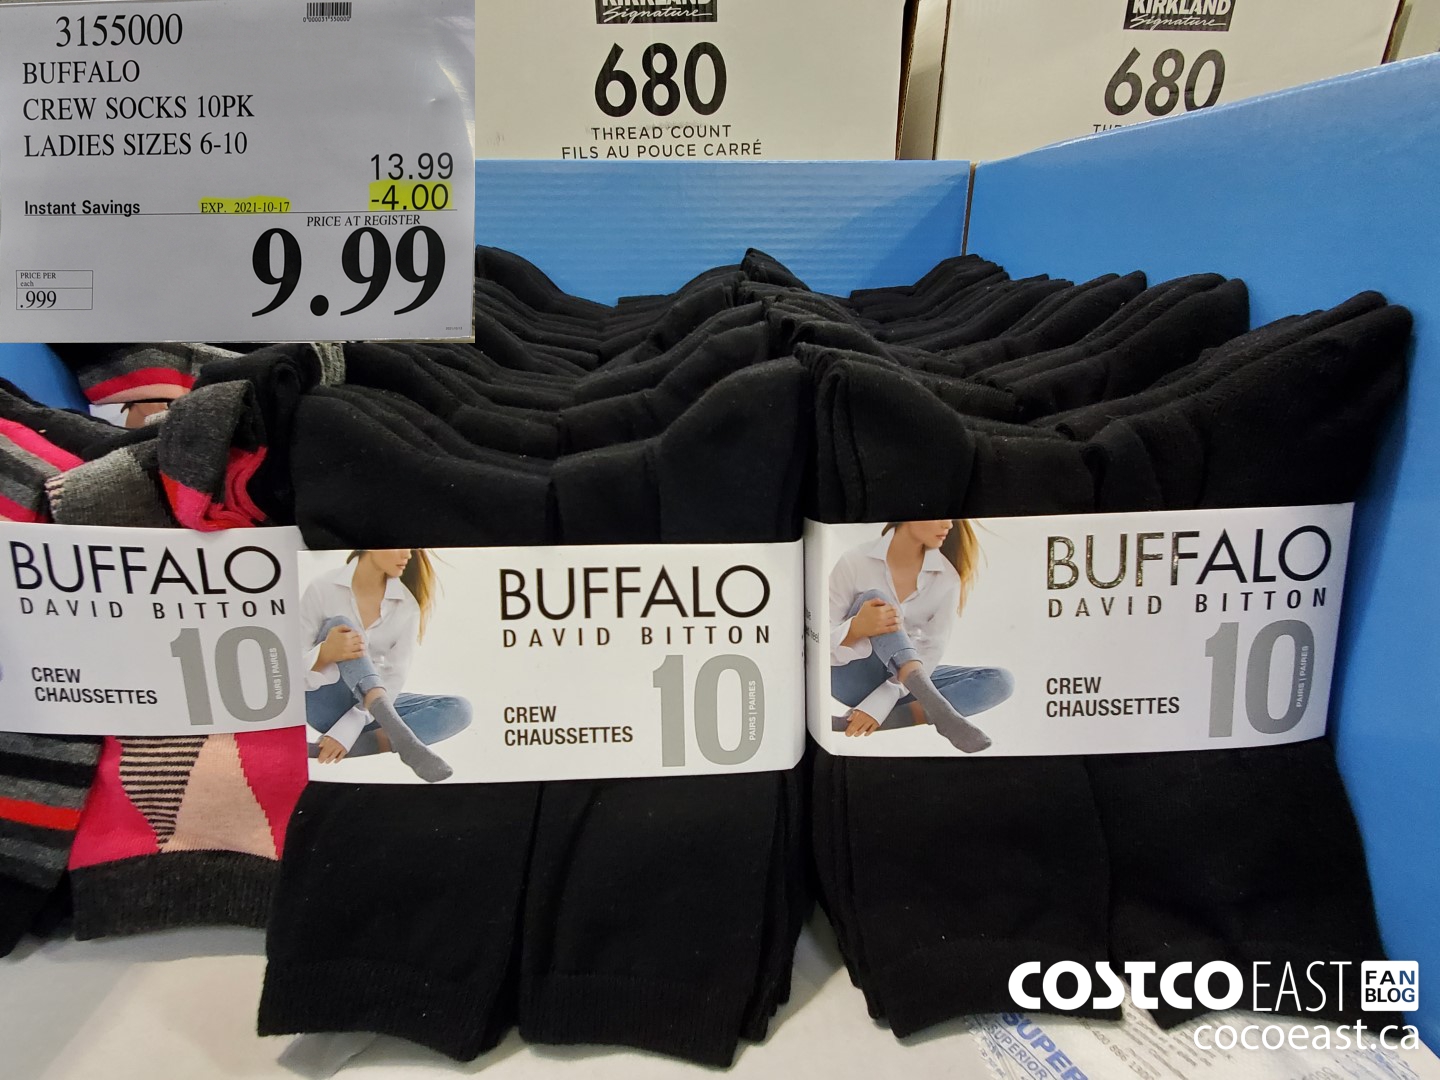 0000031550000
3155000
BUFFALO
CREW SOCKS 10PK
LADIES SIZES 6-10
13.99
-4.00
Instant Savings
EXP. 2021-10-17
PRICE AT REGISTER
9.99
PRICE PER
each
.999
KIRKLAND
Signature
680
THREAD COUNT
FILS AU POUCE CARRÉ
KIRKLAND
Signature
680
BUFFALO
DAVID BITTON
10
PAIRS | PAIRES
CREW
CHAUSSETTES
BUFFALO
DAVID BITTON
10
PAIRS | PAIRES
CREW
CHAUSSETTES
BUFFALO
DAVID BITTON
10
PAIRS | PAIRES
CREW
CHAUSSETTES
SUPER
SUPERIOR
COSTCO EAST FAN BLOG
cocoeast.ca